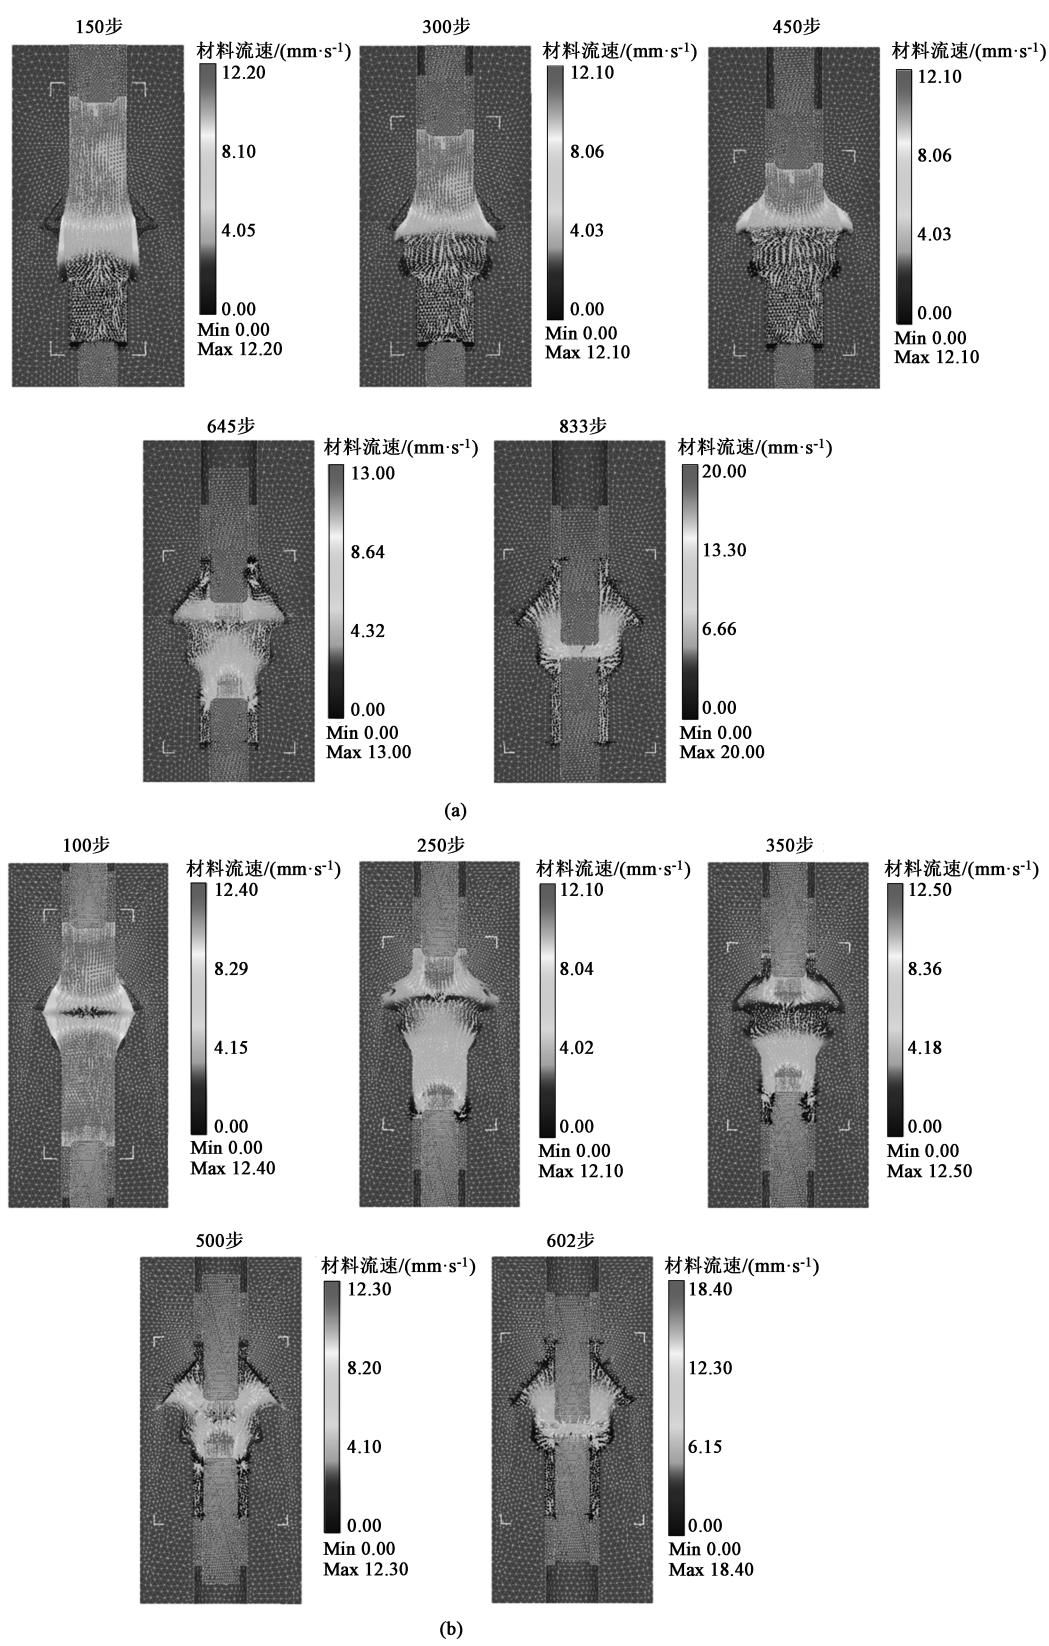 150步
材料流速/(mm·s-1)
12.20
8.10
4.05
0.00
Min 0.00
Max 12.20
300步
材料流速/(mm·s-1)
12.10
8.06
4.03
0.00
Min 0.00
Max 12.10
450步
材料流速/(mm·s-1)
12.10
8.06
4.03
0.00
Min 0.00
Max 12.10
645步
材料流速/(mm·s-1)
13.00
8.64
4.32
0.00
Min 0.00
Max 13.00
833步
材料流速/(mm·s-1)
20.00
13.30
6.66
0.00
Min 0.00
Max 20.00
(a)
100步
材料流速/(mm·s-1)
12.40
8.29
4.15
0.00
Min 0.00
Max 12.40
250步
材料流速/(mm·s-1)
12.10
8.04
4.02
0.00
Min 0.00
Max 12.10
350步
材料流速/(mm·s-1)
12.50
8.36
4.18
0.00
Min 0.00
Max 12.50
500步
材料流速/(mm·s-1)
12.30
8.20
4.10
0.00
Min 0.00
Max 12.30
602步
材料流速/(mm·s-1)
18.40
12.30
6.15
0.00
Min 0.00
Max 18.40
(b)